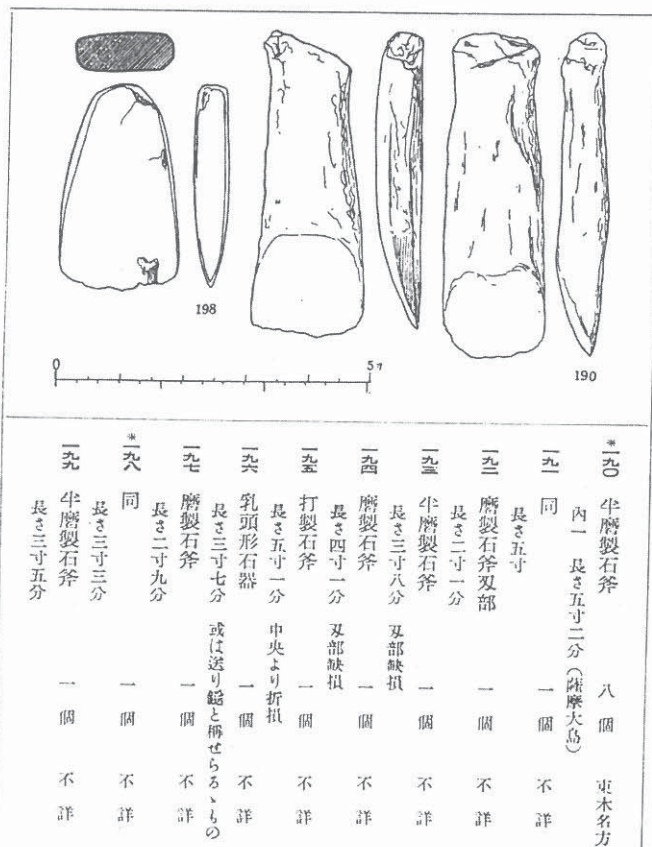 198
190
0
5寸
*一九〇 半磨製石斧 八個 東木名方
內一 長さ五寸二分(薩摩大島)
一九一 同 一個 不詳
長さ五寸
一九二 磨製石斧刄部 一個 不詳
長さ二寸一分
一九三 半磨製石斧 一個 不詳
長さ三寸八分 刄部缺損
一九四 磨製石斧 一個 不詳
長さ四寸一分 刄部缺損
一九五 打製石斧 一個 不詳
長さ五寸一分 中央より折損
一九六 乳頭形石器 一個 不詳
長さ三寸七分 或は送り鎚と稱せらるゝもの
一九七 磨製石斧 一個 不詳
長さ二寸九分
*一九八 同 一個 不詳
長さ三寸三分
一九九 半磨製石斧 一個 不詳
長さ三寸五分